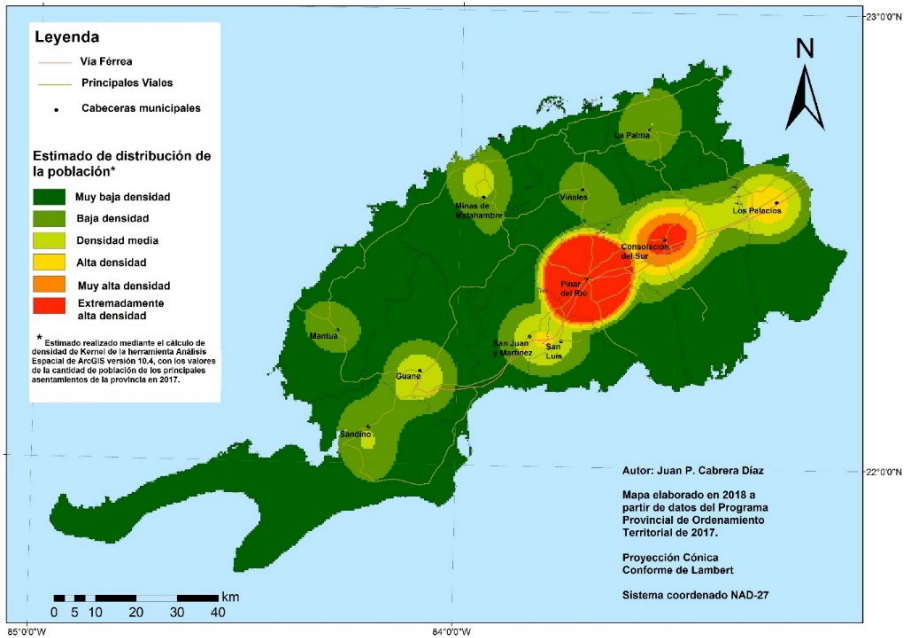 Leyenda
Vía Férrea
Principales Viales
Cabeceras municipales
Estimado de distribución de
la población*
Muy baja densidad
Baja densidad
Densidad media
Alta densidad
Muy alta densidad
Extremadamente
alta densidad
* Estimado realizado mediante el cálculo de
densidad de Kernel de la herramienta Análisis
Espacial de ArcGIS versión 10.4, con los valores
de la cantidad de población de los principales
asentamientos de la provincia en 2017.
23°0'0"N
N
La Palma
Minas de
Matahambre
Viñales
Los Palacios
Consolación
del Sur
Pinar
del Río
San Juan
y Martínez
San
Luis
Mantua
Guane
Sandino
22°0'0"N
Autor: Juan P. Cabrera Díaz
Mapa elaborado en 2018 a
partir de datos del Programa
Provincial de Ordenamiento
Territorial de 2017.
Proyección Cónica
Conforme de Lambert
Sistema coordenado NAD-27
km
0 5 10 20 30 40
85°0'0"W
84°0'0"W